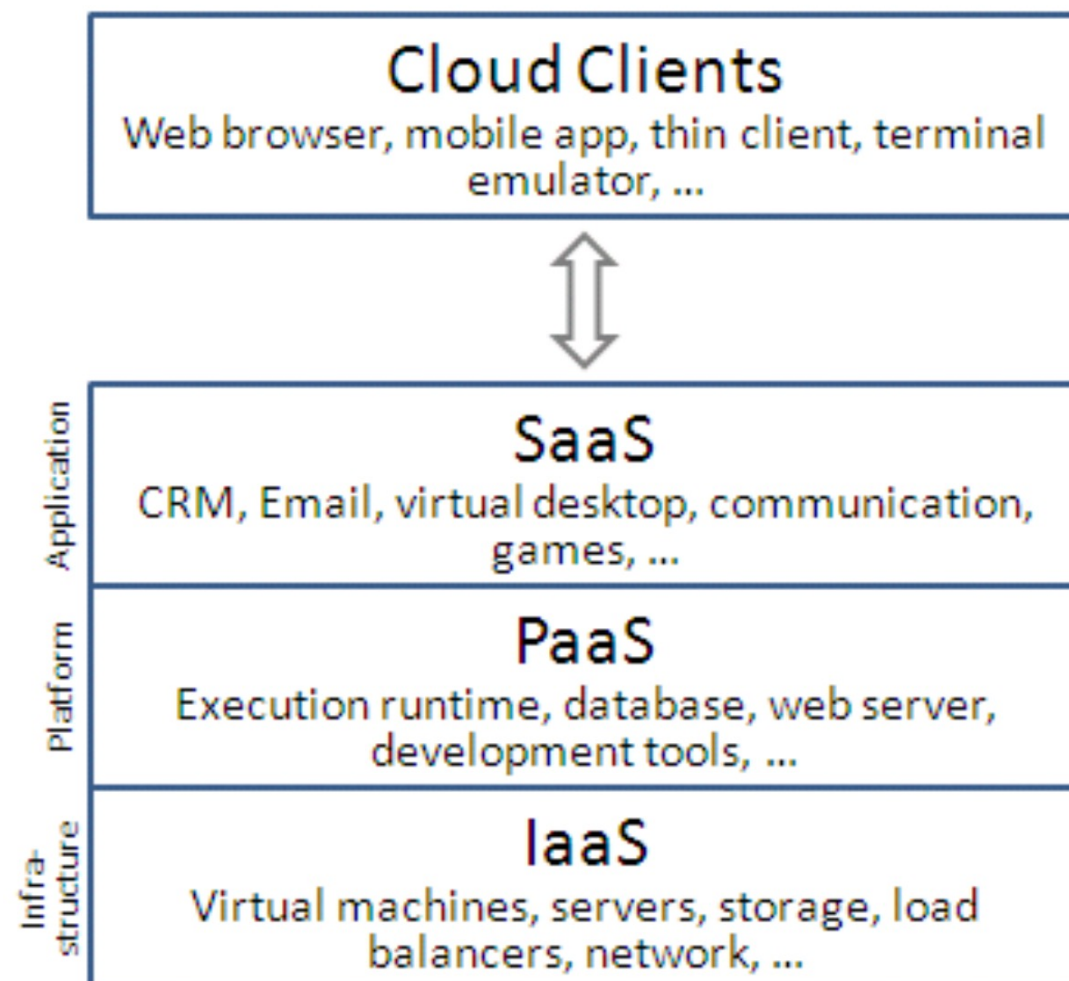 Cloud Clients
Web browser, mobile app, thin client, terminal
emulator, ...
Application
SaaS
CRM, Email, virtual desktop, communication,
games, ...
Platform
PaaS
Execution runtime, database, web server,
development tools, ...
Infra-
structure
IaaS
Virtual machines, servers, storage, load
balancers, network, ...